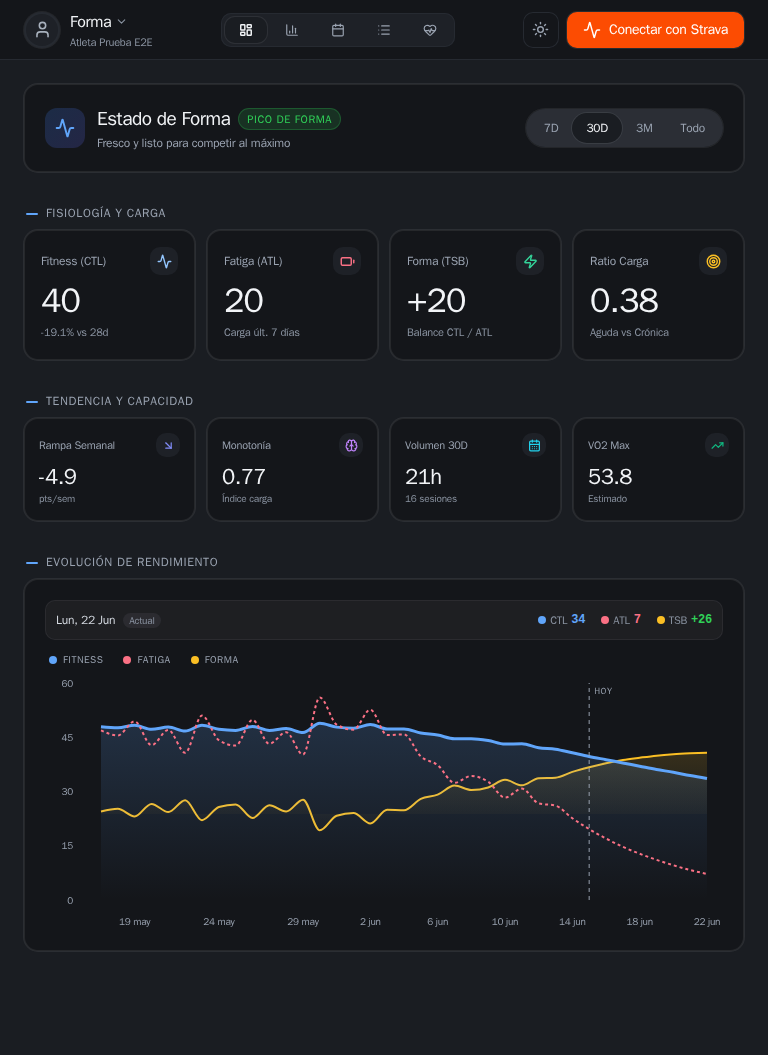 Forma
Atleta Prueba E2E
Conectar con Strava
Estado de Forma PICO DE FORMA
Fresco y listo para competir al máximo
7D 30D 3M Todo
FISIOLOGÍA Y CARGA
Fitness (CTL)
40
-19.1% vs 28d
Fatiga (ATL)
20
Carga últ. 7 días
Forma (TSB)
+20
Balance CTL / ATL
Ratio Carga
0.38
Aguda vs Crónica
TENDENCIA Y CAPACIDAD
Rampa Semanal
-4.9
pts/sem
Monotonía
0.77
Índice carga
Volumen 30D
21h
16 sesiones
VO2 Max
53.8
Estimado
EVOLUCIÓN DE RENDIMIENTO
Lun, 22 Jun Actual CTL 34 ATL 7 TSB +26
FITNESS FATIGA FORMA
60
HOY
45
30
15
0
19 may 24 may 29 may 2 jun 6 jun 10 jun 14 jun 18 jun 22 jun